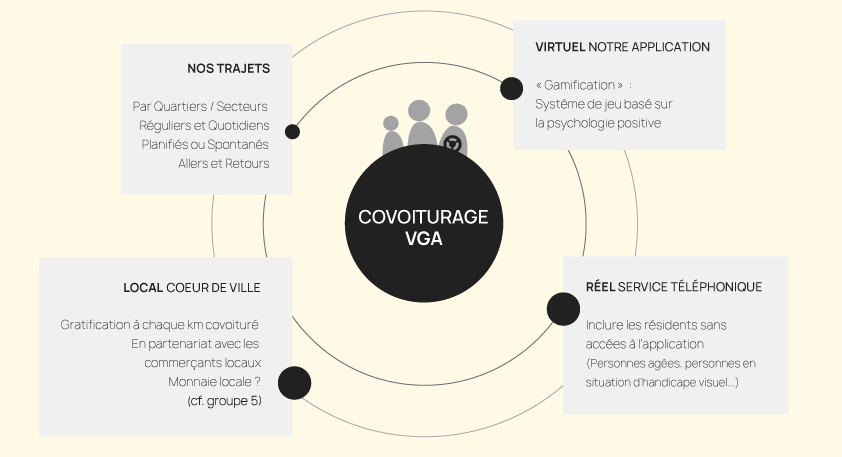 NOS TRAJETS
Par Quartiers / Secteurs
Réguliers et Quotidiens
Planifiés ou Spontanés
Allers et Retours
VIRTUEL NOTRE APPLICATION
« Gamification » :
Systéme de jeu basé sur
la psychologie positive
COVOITURAGE
VGA
LOCAL COEUR DE VILLE
Gratification à chaque km covoituré
En partenariat avec les
commerçants locaux
Monnaie locale ?
(cf. groupe 5)
RÉEL SERVICE TÉLÉPHONIQUE
Inclure les résidents sans
accées à l'application
(Personnes agées, personnes en
situation d'handicape visuel...)